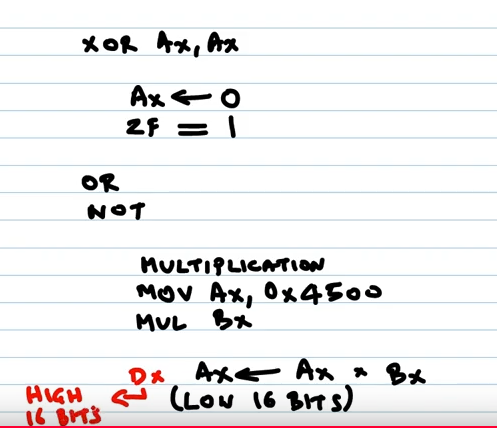 XOR AX, AX
AX ← 0
ZF = 1
OR
NOT
MULTIPLICATION
MOV AX, 0x4500
MUL BX
DX AX ← AX * BX
HIGH ↵ (LOW 16 BITS)
16 BITS